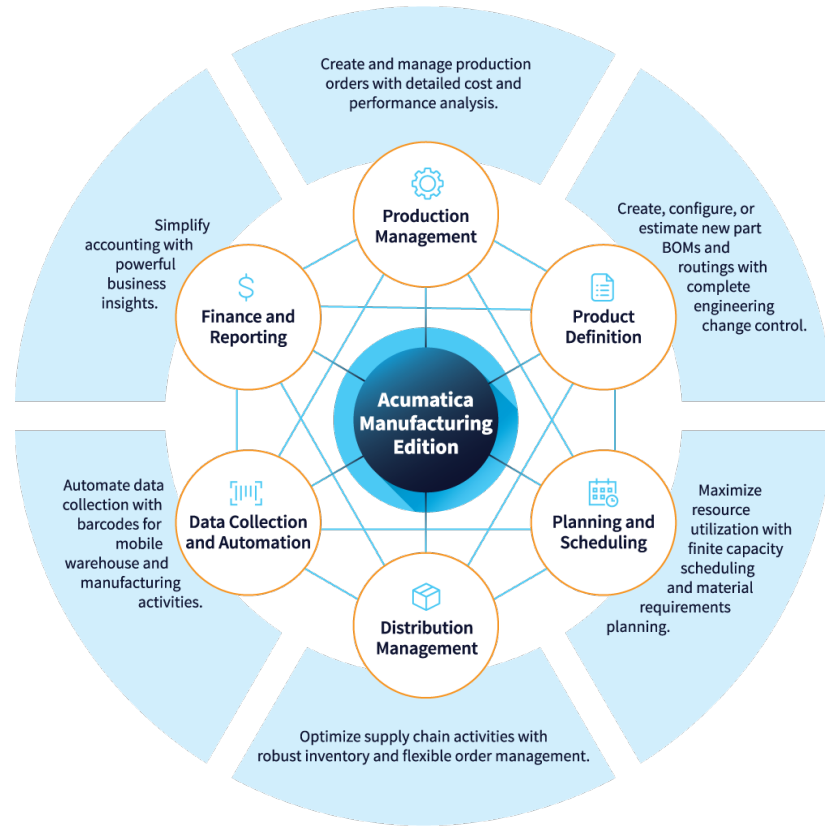 Create and manage production
orders with detailed cost and
performance analysis.
Production
Management
Create, configure, or
estimate new part
BOMs and
routings with
complete
engineering
change control.
Product
Definition
Maximize
resource
utilization with
finite capacity
scheduling
and material
requirements
planning.
Planning and
Scheduling
Optimize supply chain activities with
robust inventory and flexible order management.
Distribution
Management
Automate data
collection with
barcodes for
mobile
warehouse and
manufacturing
activities.
Data Collection
and Automation
Simplify
accounting with
powerful
business
insights.
Finance and
Reporting
Acumatica
Manufacturing
Edition